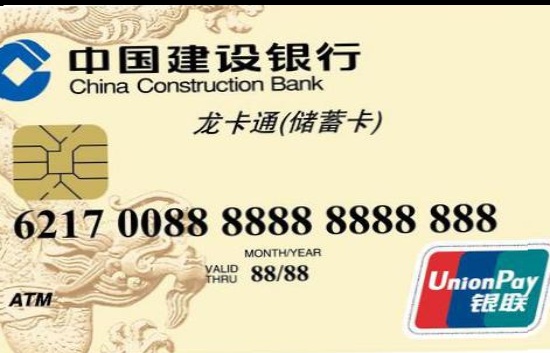 中国建设银行
China Construction Bank
龙卡通(储蓄卡)
6217 0088 8888 8888 888
MONTH/YEAR
VALID
THRU 88/88
ATM
UnionPay
银联